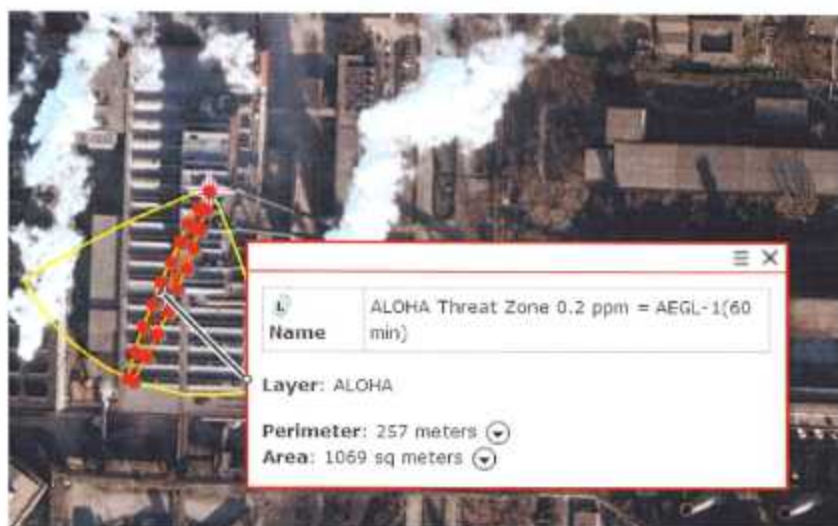 L
Name
ALOHA Threat Zone 0.2 ppm = AEGL-1(60
min)
Layer: ALOHA
Perimeter: 257 meters
Area: 1069 sq meters